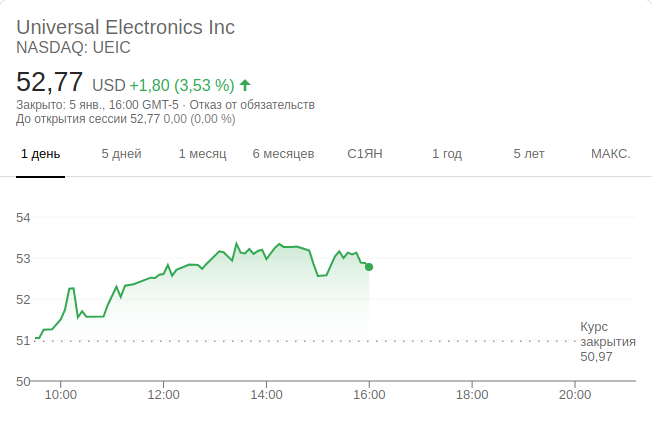 Universal Electronics Inc
NASDAQ: UEIC
52,77 USD +1,80 (3,53 %)
Закрыто: 5 янв., 16:00 GMT-5 · Отказ от обязательств
До открытия сессии 52,77 0,00 (0,00 %)
1 день 5 дней 1 месяц 6 месяцев С1ЯН 1 год 5 лет МАКС.
54
53
52
51
50
Курс
закрытия
50,97
10:00 12:00 14:00 16:00 18:00 20:00